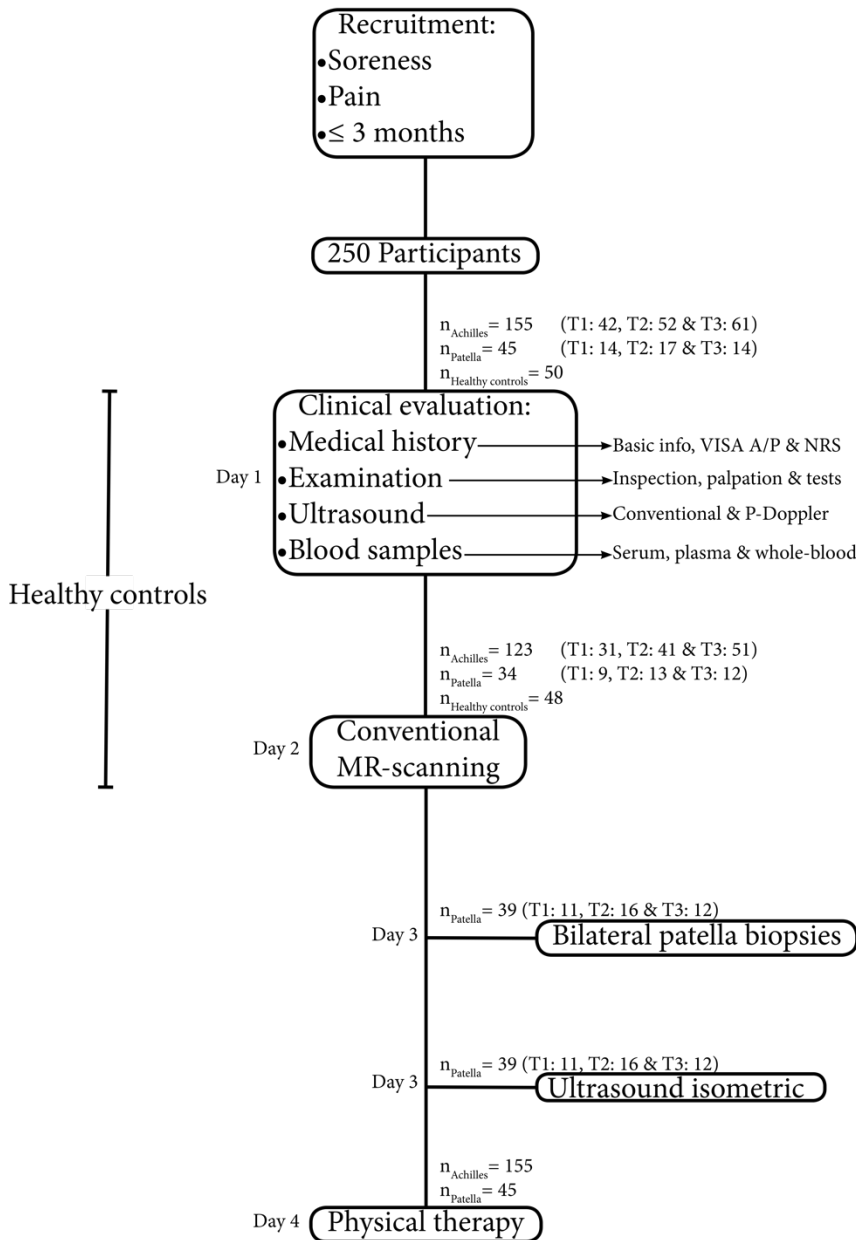 Recruitment:
•Soreness
•Pain
•≤ 3 months
250 Participants
nAchilles= 155 (T1: 42, T2: 52 & T3: 61)
nPatella= 45 (T1: 14, T2: 17 & T3: 14)
nHealthy controls= 50
Clinical evaluation:
•Medical history Basic info, VISA A/P & NRS
Day 1
•Examination Inspection, palpation & tests
•Ultrasound Conventional & P-Doppler
•Blood samples Serum, plasma & whole-blood
Healthy controls
nAchilles= 123 (T1: 31, T2: 41 & T3: 51)
nPatella= 34 (T1: 9, T2: 13 & T3: 12)
nHealthy controls= 48
Day 2
Conventional
MR-scanning
nPatella= 39 (T1: 11, T2: 16 & T3: 12)
Day 3
Bilateral patella biopsies
nPatella= 39 (T1: 11, T2: 16 & T3: 12)
Day 3
Ultrasound isometric
nAchilles= 155
nPatella= 45
Day 4
Physical therapy